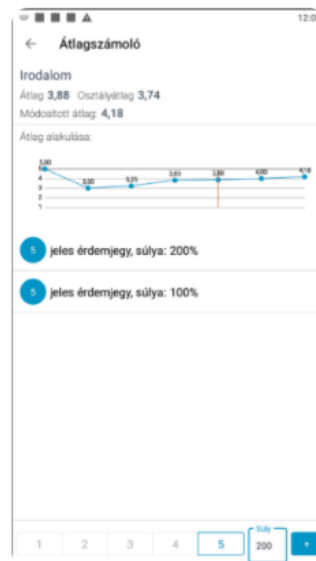 12:0
Átlagszámoló
Irodalom
Átlag 3,88 Osztályátlag 3,74
Módosított átlag: 4,18
Átlag alakulása:
5,00 3,00 3,25 3,83 3,88 4,00 4,18
5
4
3
2
1
5 jeles érdemjegy, súlya: 200%
5 jeles érdemjegy, súlya: 100%
Súly
1 2 3 4 5 200 +